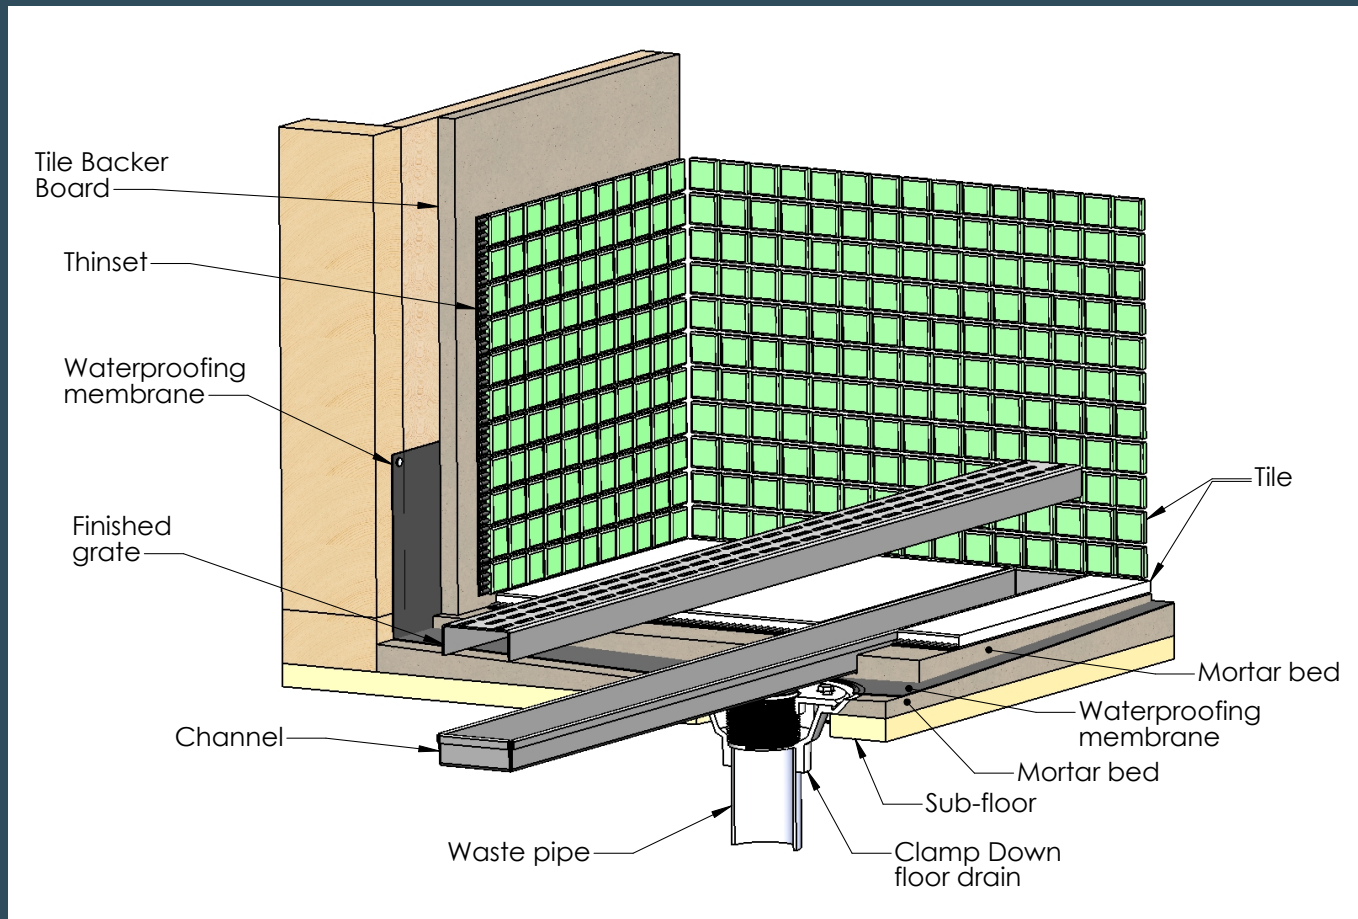 Tile Backer
Board
Thinset
Waterproofing
membrane
Finished
grate
Channel
Waste pipe
Tile
Mortar bed
Waterproofing
membrane
Mortar bed
Sub-floor
Clamp Down
floor drain